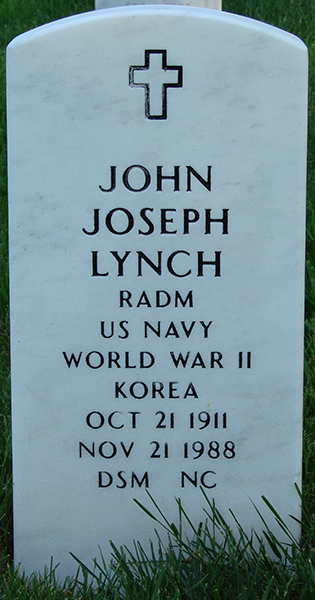 JOHN
JOSEPH
LYNCH
RADM
US NAVY
WORLD WAR II
KOREA
OCT 21 1911
NOV 21 1988
DSM NC